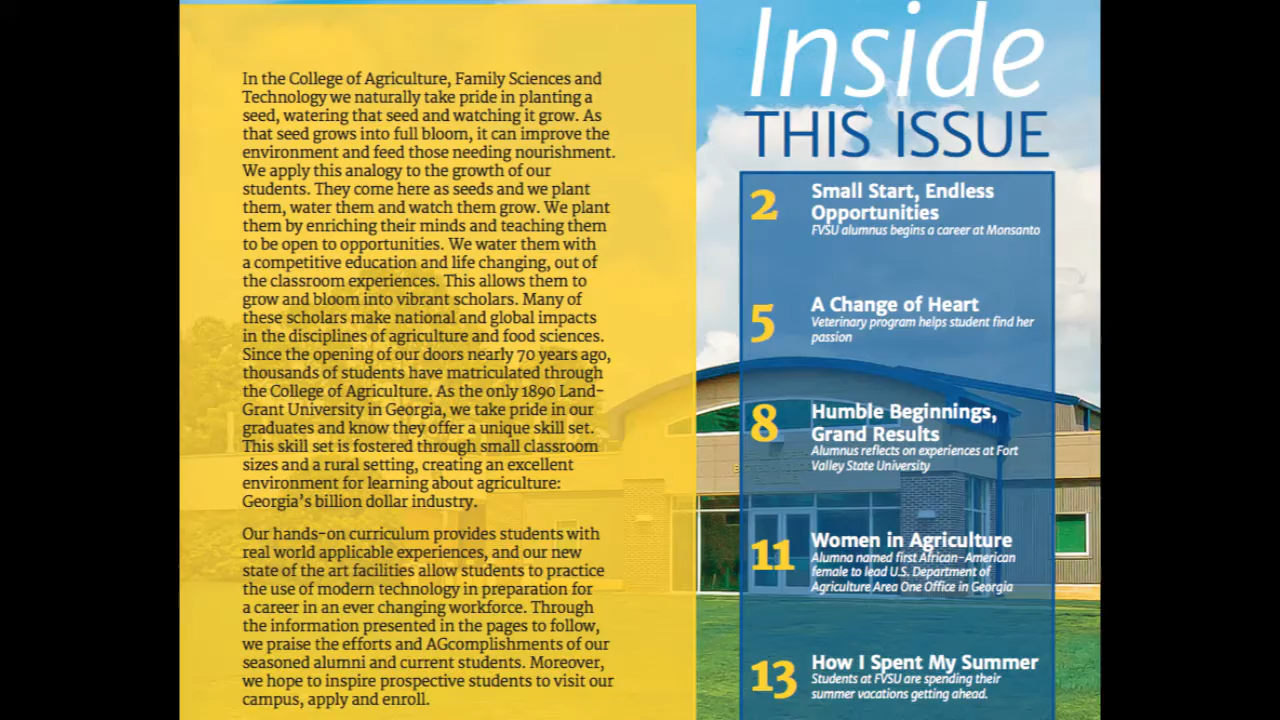 In the College of Agriculture, Family Sciences and
Technology we naturally take pride in planting a
seed, watering that seed and watching it grow. As
that seed grows into full bloom, it can improve the
environment and feed those needing nourishment.
We apply this analogy to the growth of our
students. They come here as seeds and we plant
them, water them and watch them grow. We plant
them by enriching their minds and teaching them
to be open to opportunities. We water them with
a competitive education and life changing, out of
the classroom experiences. This allows them to
grow and bloom into vibrant scholars. Many of
these scholars make national and global impacts
in the disciplines of agriculture and food sciences.
Since the opening of our doors nearly 70 years ago,
thousands of students have matriculated through
the College of Agriculture. As the only 1890 Land-
Grant University in Georgia, we take pride in our
graduates and know they offer a unique skill set.
This skill set is fostered through small classroom
sizes and a rural setting, creating an excellent
environment for learning about agriculture:
Georgia's billion dollar industry.
Our hands-on curriculum provides students with
real world applicable experiences, and our new
state of the art facilities allow students to practice
the use of modern technology in preparation for
a career in an ever changing workforce. Through
the information presented in the pages to follow,
we praise the efforts and AGcomplishments of our
seasoned alumni and current students. Moreover,
we hope to inspire prospective students to visit our
campus, apply and enroll.
Inside
THIS ISSUE
2
Small Start, Endless
Opportunities
FVSU alumnus begins a career at Monsanto
5
A Change of Heart
Veterinary program helps student find her
passion
8
Humble Beginnings,
Grand Results
Alumnus reflects on experiences at Fort
Valley State University
11
Women in Agriculture
Alumna named first African-American
female to lead U.S. Department of
Agriculture Area One Office in Georgia
13
How I Spent My Summer
Students at FVSU are spending their
summer vacations getting ahead.